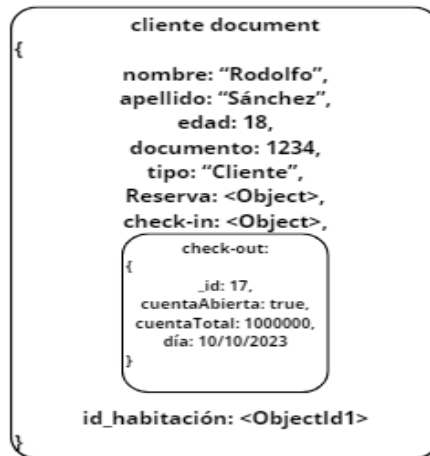 cliente document
{
nombre: “Rodolfo”,
apellido: “Sánchez”,
edad: 18,
documento: 1234,
tipo: “Cliente”,
Reserva: <Object>,
check-in: <Object>,
check-out:
{
_id: 17,
cuentaAbierta: true,
cuentaTotal: 1000000,
día: 10/10/2023
}
id_habitación: <ObjectId1>
}